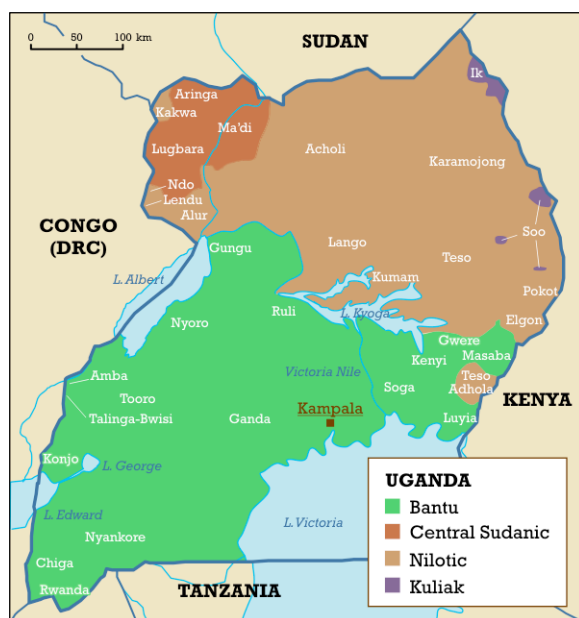 0 50 100 km
SUDAN
Ik
Aringa
Kakwa
Ma'di
Lugbara
Acholi
Karamojong
Ndo
Lendu
Alur
Soo
CONGO
(DRC)
Gungu
Lango
Teso
L. Albert
Kumam
Pokot
Nyoro
Ruli
L. Kyoga
Elgon
Gwere
Kenyi
Masaba
Amba
Victoria Nile
Teso
Adhola
Tooro
Soga
KENYA
Talinga-Bwisi
Ganda
Kampala
Luyia
Konjo
L. George
L. Edward
L. Victoria
Nyankore
Chiga
Rwanda
TANZANIA
UGANDA
Bantu
Central Sudanic
Nilotic
Kuliak